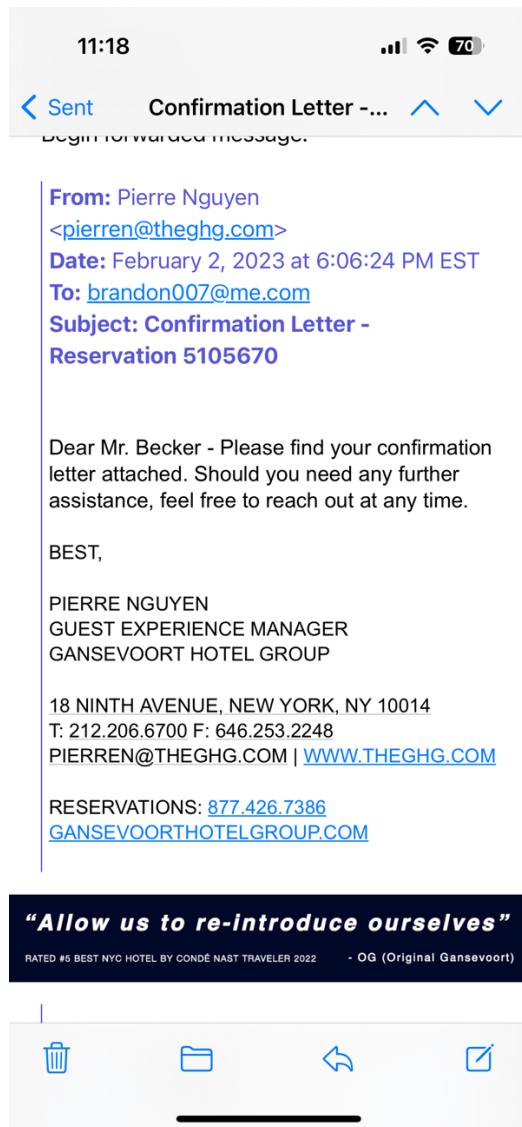 11:18
70
Sent
Confirmation Letter -...
Begin forwarded message:
From: Pierre Nguyen
<pierren@theghg.com>
Date: February 2, 2023 at 6:06:24 PM EST
To: brandon007@me.com
Subject: Confirmation Letter -
Reservation 5105670
Dear Mr. Becker - Please find your confirmation
letter attached. Should you need any further
assistance, feel free to reach out at any time.
BEST,
PIERRE NGUYEN
GUEST EXPERIENCE MANAGER
GANSEVOORT HOTEL GROUP
18 NINTH AVENUE, NEW YORK, NY 10014
T: 212.206.6700 F: 646.253.2248
PIERREN@THEGHG.COM | WWW.THEGHG.COM
RESERVATIONS: 877.426.7386
GANSEVOORTHOTELGROUP.COM
“Allow us to re-introduce ourselves”
RATED #5 BEST NYC HOTEL BY CONDÉ NAST TRAVELER 2022 - OG (Original Gansevoort)